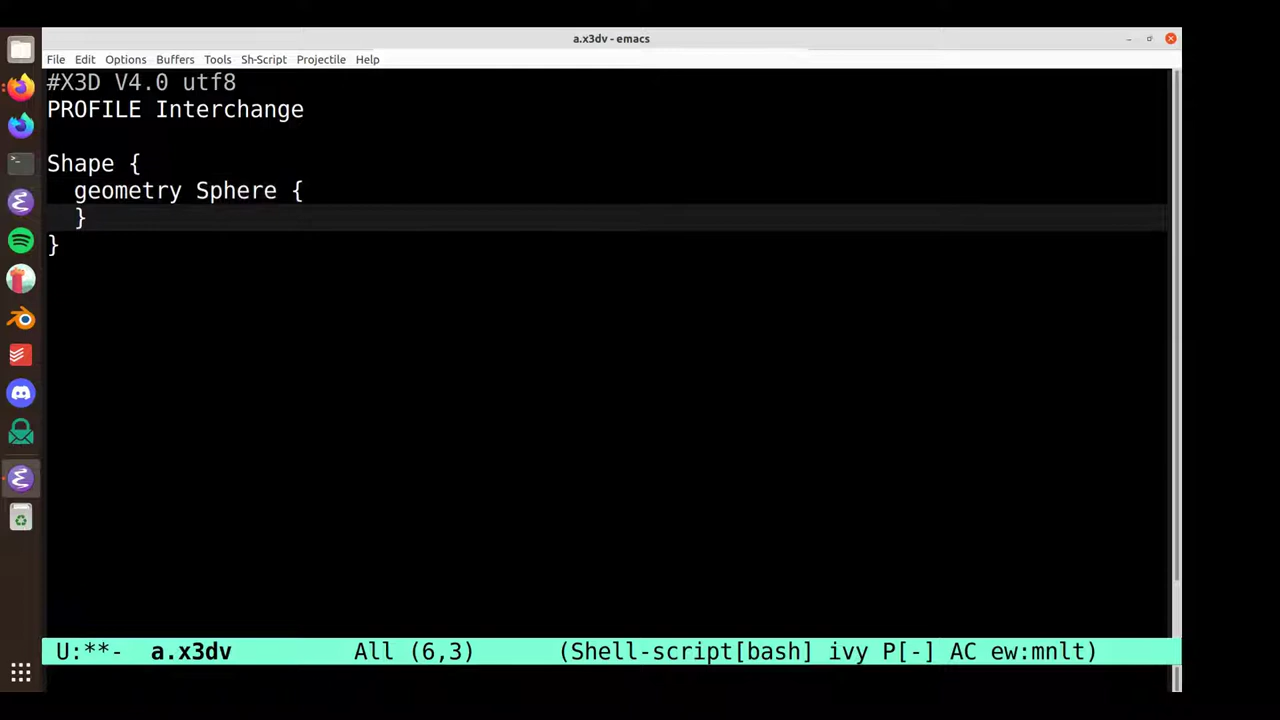 a.x3dv - emacs
File Edit Options Buffers Tools Sh-Script Projectile Help
#X3D V4.0 utf8
PROFILE Interchange
Shape {
  geometry Sphere {
  }
}
U:**-  a.x3dv         All (6,3)      (Shell-script[bash] ivy P[-] AC ew:mnlt)